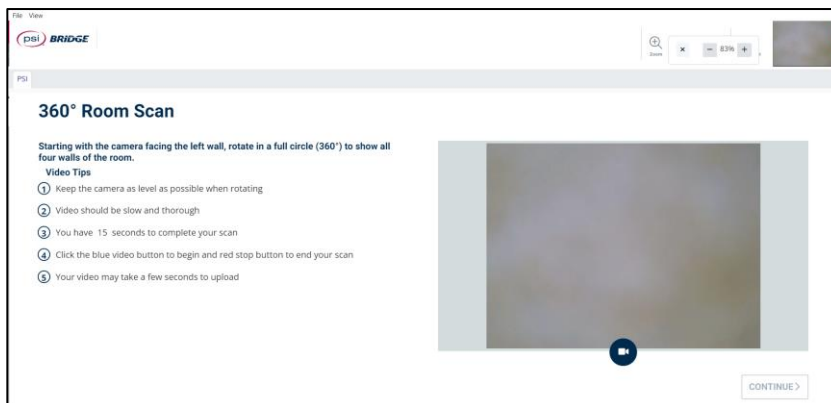 File View
psi BRIDGE
Zoom
× − 83% +
PSI
360° Room Scan
Starting with the camera facing the left wall, rotate in a full circle (360°) to show all
four walls of the room.
Video Tips
1 Keep the camera as level as possible when rotating
2 Video should be slow and thorough
3 You have 15 seconds to complete your scan
4 Click the blue video button to begin and red stop button to end your scan
5 Your video may take a few seconds to upload
CONTINUE >